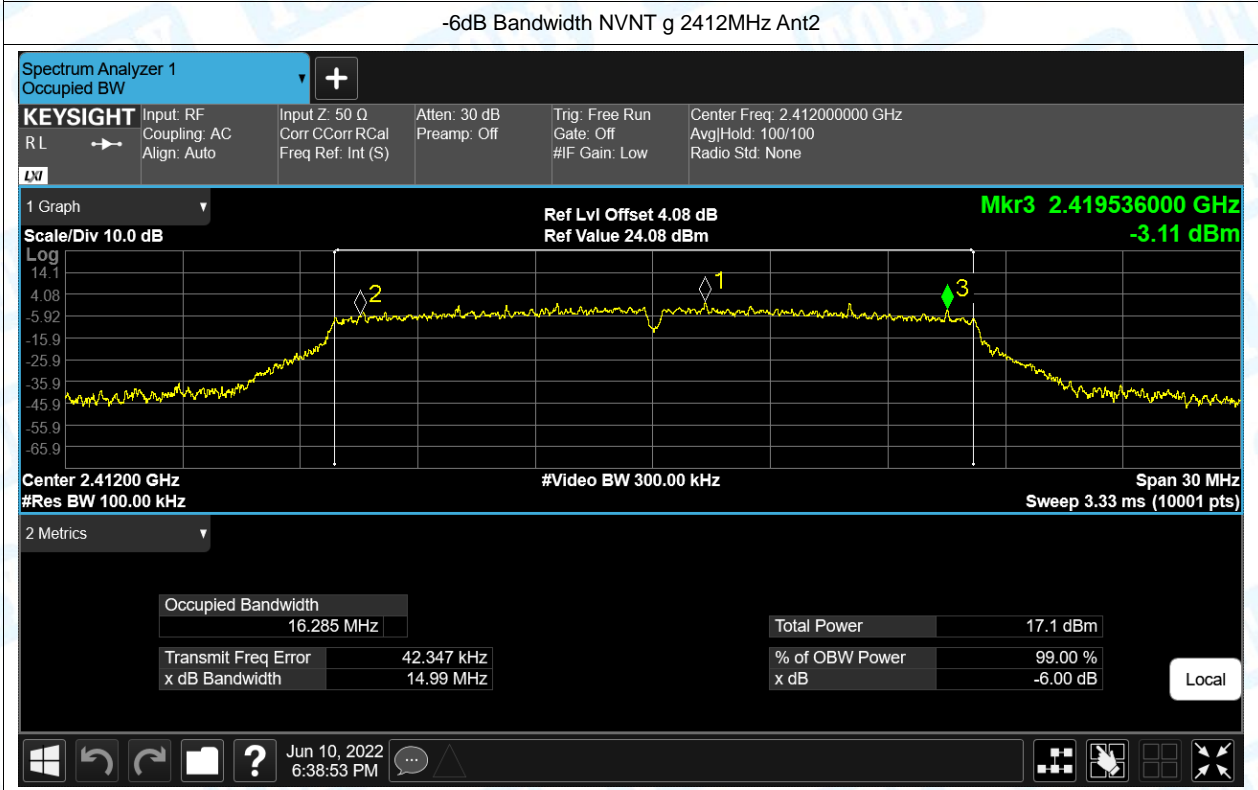 -6dB Bandwidth NVNT g 2412MHz Ant2
Spectrum Analyzer 1
Occupied BW
KEYSIGHT
RL
LXI
Input: RF
Coupling: AC
Align: Auto
Input Z: 50 Ω
Corr CCorr RCal
Freq Ref: Int (S)
Atten: 30 dB
Preamp: Off
Trig: Free Run
Gate: Off
#IF Gain: Low
Center Freq: 2.412000000 GHz
Avg|Hold: 100/100
Radio Std: None
1 Graph
Scale/Div 10.0 dB
Ref Lvl Offset 4.08 dB
Ref Value 24.08 dBm
Mkr3 2.419536000 GHz
-3.11 dBm
Log
14.1
4.08
-5.92
-15.9
-25.9
-35.9
-45.9
-55.9
-65.9
2
1
3
Center 2.41200 GHz
#Res BW 100.00 kHz
#Video BW 300.00 kHz
Span 30 MHz
Sweep 3.33 ms (10001 pts)
2 Metrics
Occupied Bandwidth
16.285 MHz
Transmit Freq Error 42.347 kHz
x dB Bandwidth 14.99 MHz
Total Power 17.1 dBm
% of OBW Power 99.00 %
x dB -6.00 dB
Local
Jun 10, 2022
6:38:53 PM